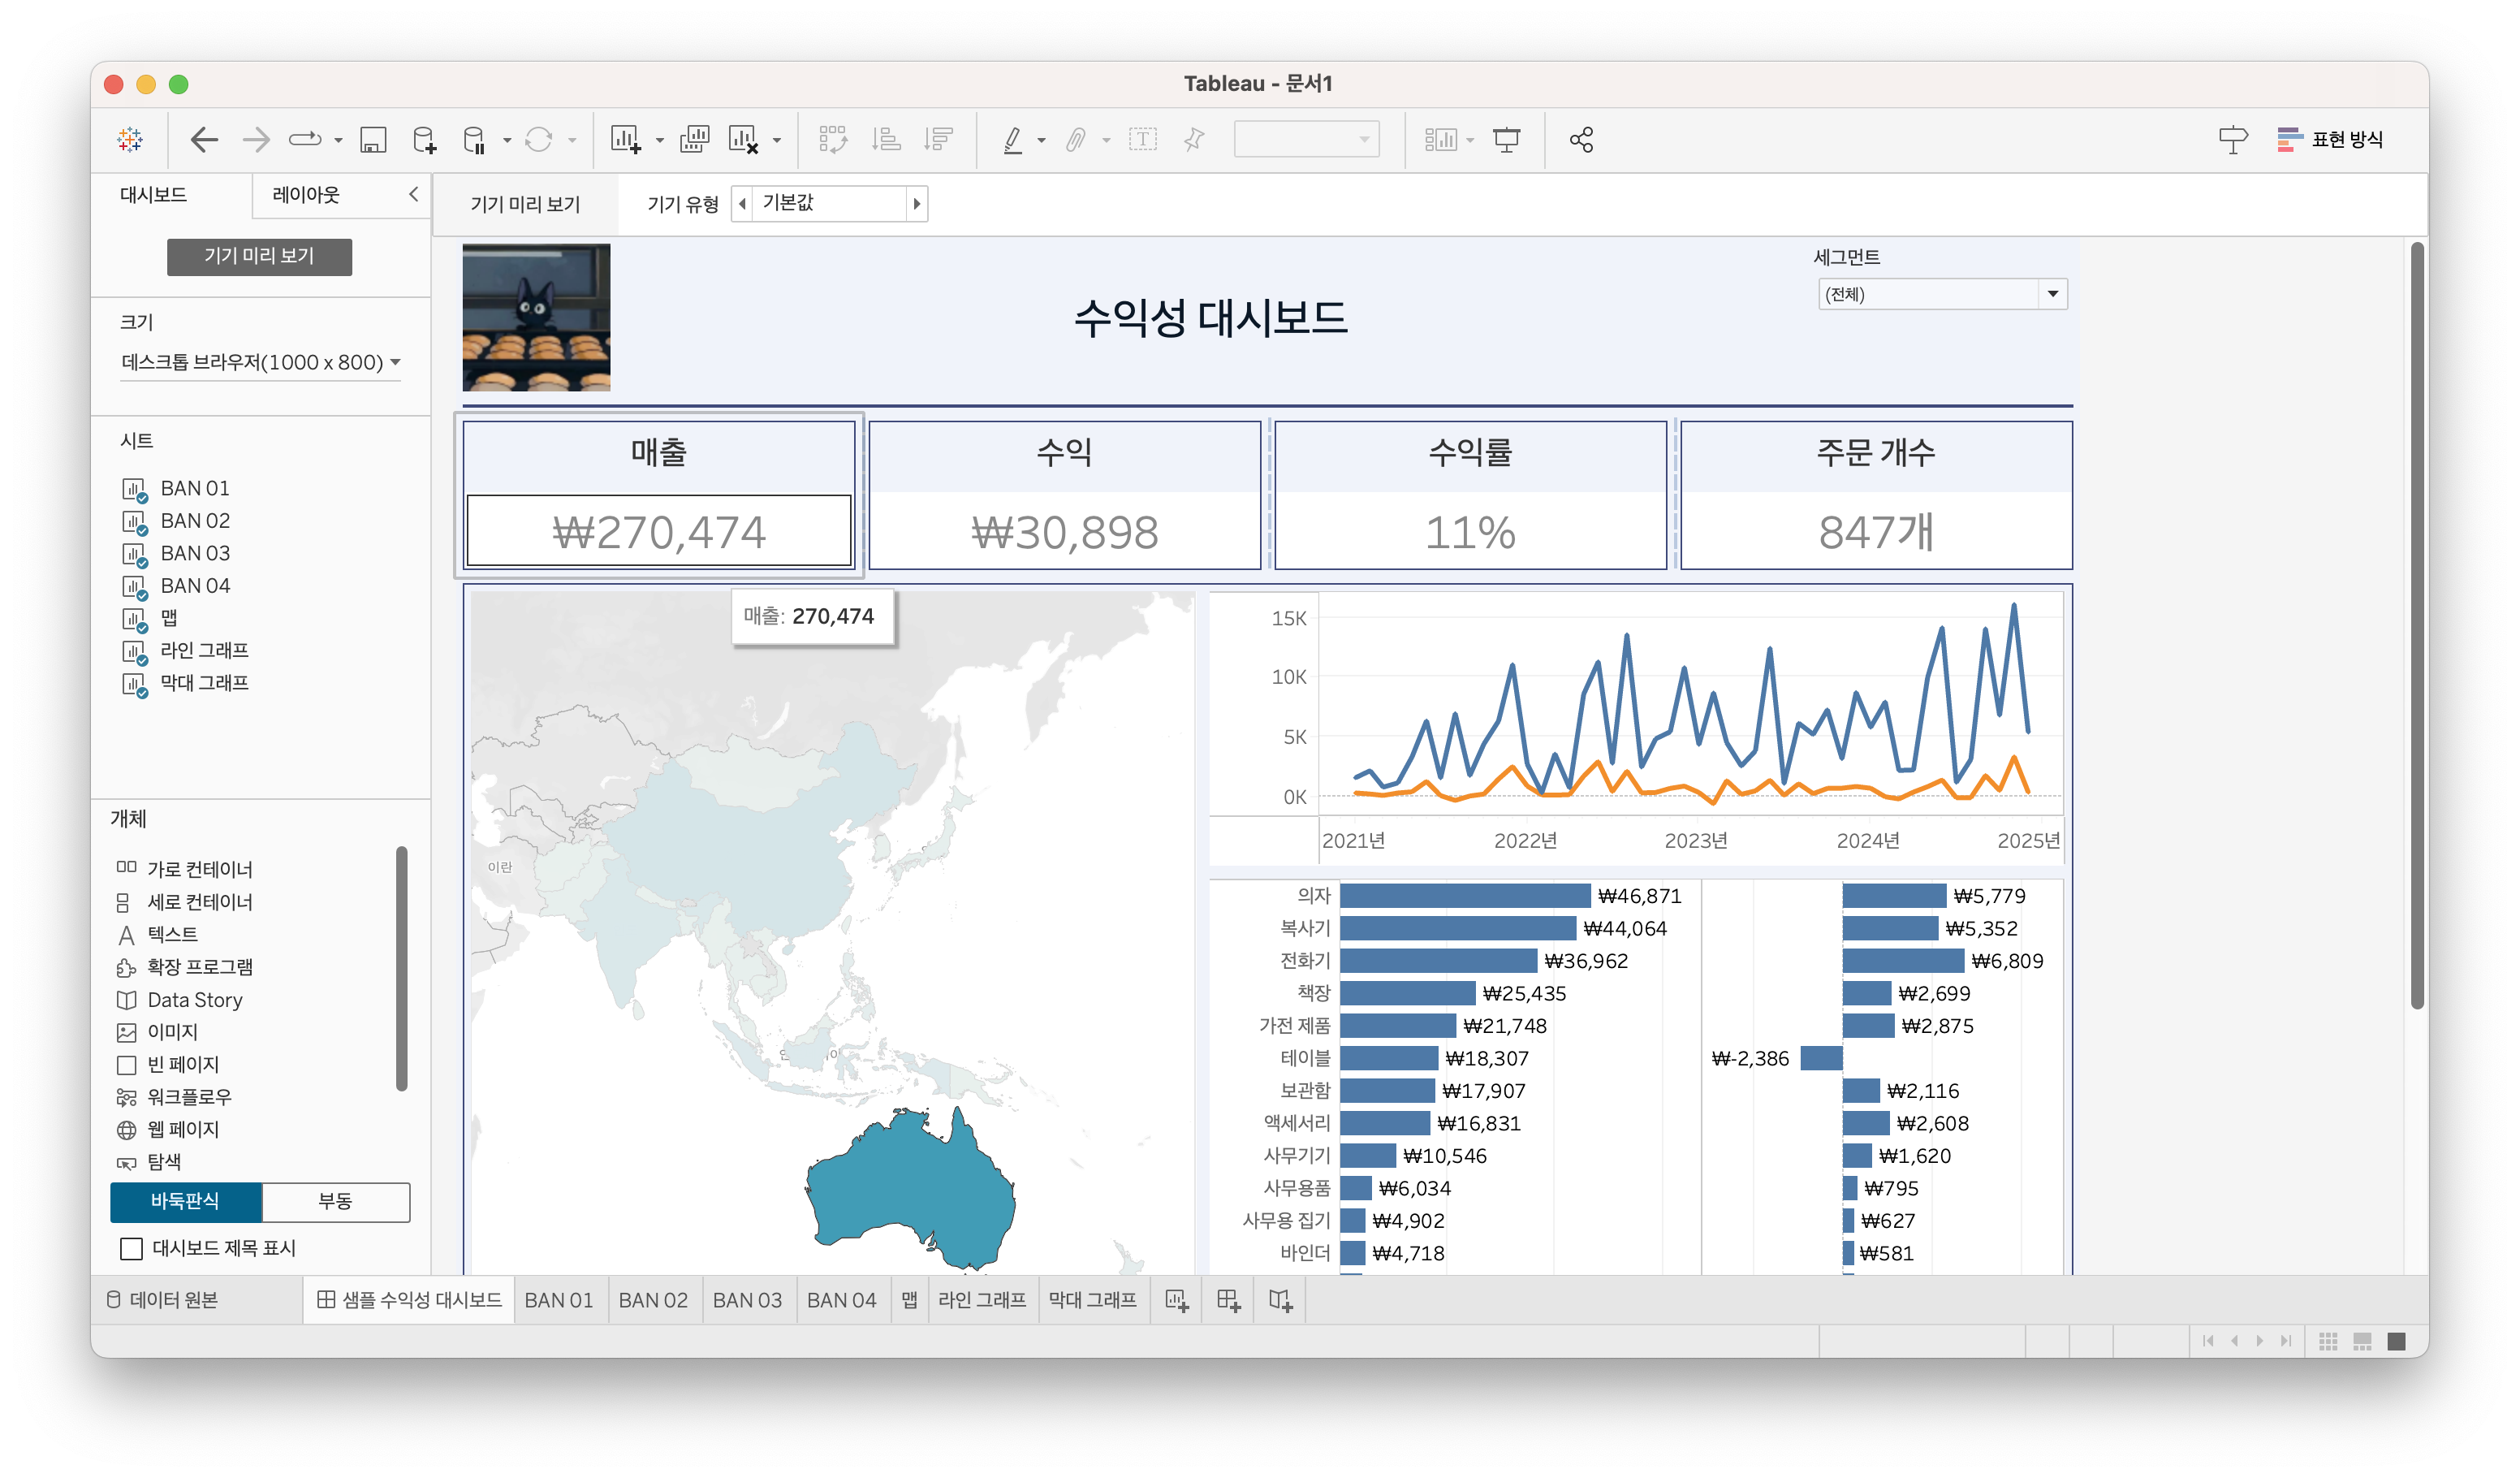 Tableau - 문서1
표현 방식
대시보드
레이아웃
기기 미리 보기
기기 유형
기본값
기기 미리 보기
크기
데스크톱 브라우저(1000 x 800)
시트
BAN 01
BAN 02
BAN 03
BAN 04
맵
라인 그래프
막대 그래프
개체
가로 컨테이너
세로 컨테이너
텍스트
확장 프로그램
Data Story
이미지
빈 페이지
워크플로우
웹 페이지
탐색
바둑판식
부동
대시보드 제목 표시
수익성 대시보드
세그먼트
(전체)
매출
₩270,474
수익
₩30,898
수익률
11%
주문 개수
847개
매출: 270,474
이란
15K
10K
5K
0K
2021년
2022년
2023년
2024년
2025년
의자 ₩46,871 ₩5,779
복사기 ₩44,064 ₩5,352
전화기 ₩36,962 ₩6,809
책장 ₩25,435 ₩2,699
가전 제품 ₩21,748 ₩2,875
테이블 ₩18,307 ₩-2,386
보관함 ₩17,907 ₩2,116
액세서리 ₩16,831 ₩2,608
사무기기 ₩10,546 ₩1,620
사무용품 ₩6,034 ₩795
사무용 집기 ₩4,902 ₩627
바인더 ₩4,718 ₩581
데이터 원본
샘플 수익성 대시보드
BAN 01
BAN 02
BAN 03
BAN 04
맵
라인 그래프
막대 그래프